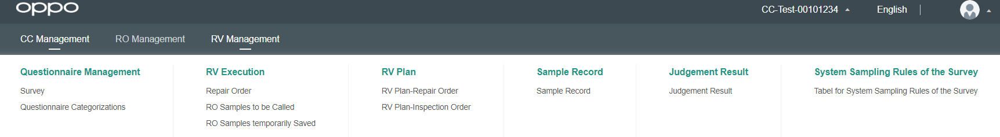 oppo
CC-Test-00101234
English
CC Management
RO Management
RV Management
Questionnaire Management
Survey
Questionnaire Categorizations
RV Execution
Repair Order
RO Samples to be Called
RO Samples temporarily Saved
RV Plan
RV Plan-Repair Order
RV Plan-Inspection Order
Sample Record
Sample Record
Judgement Result
Judgement Result
System Sampling Rules of the Survey
Tabel for System Sampling Rules of the Survey